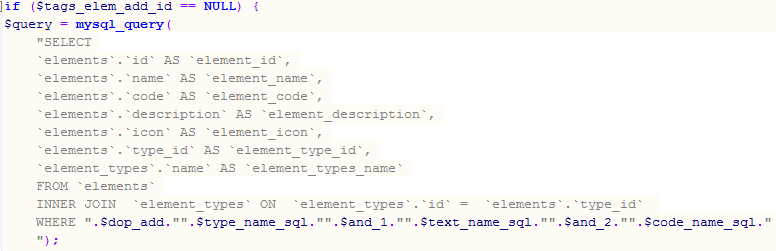 if ($tags_elem_add_id == NULL) {
$query = mysql_query(
"SELECT
`elements`.`id` AS `element_id`,
`elements`.`name` AS `element_name`,
`elements`.`code` AS `element_code`,
`elements`.`description` AS `element_description`,
`elements`.`icon` AS `element_icon`,
`elements`.`type_id` AS `element_type_id`,
`element_types`.`name` AS `element_types_name`
FROM `elements`
INNER JOIN  `element_types` ON  `element_types`.`id` =  `elements`.`type_id`
WHERE ".$dop_add."".$type_name_sql."".$and_1."".$text_name_sql."".$and_2."".$code_name_sql."
");